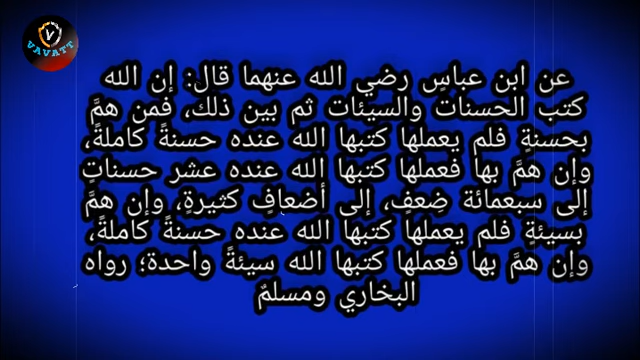 VAVATT
عن ابن عباسٍ رضي الله عنهما قال: إن الله
كتب الحسنات والسيئات ثم بين ذلك، فمن همَّ
بحسنةٍ فلم يعملها كتبها الله عنده حسنةً كاملةً،
وإن همَّ بها فعملها كتبها الله عنده عشر حسناتٍ
إلى سبعمائة ضِعفٍ، إلى أضعافٍ كثيرةٍ، وإن همَّ
بسيئةٍ فلم يعملها كتبها الله عنده حسنةً كاملةً،
وإن همَّ بها فعملها كتبها الله سيئةً واحدة؛ رواه
البخاري ومسلمٌ